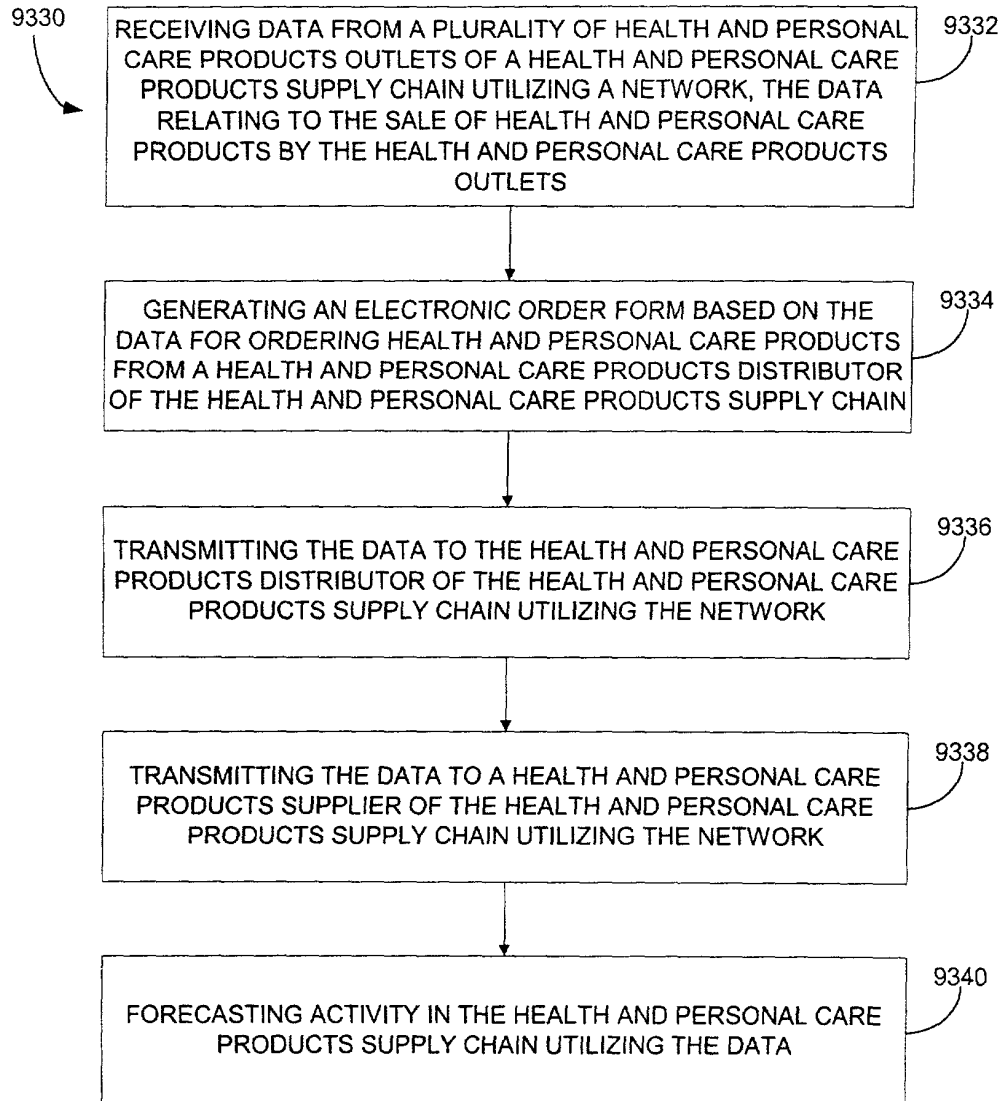 9330
RECEIVING DATA FROM A PLURALITY OF HEALTH AND PERSONAL
CARE PRODUCTS OUTLETS OF A HEALTH AND PERSONAL CARE
PRODUCTS SUPPLY CHAIN UTILIZING A NETWORK, THE DATA
RELATING TO THE SALE OF HEALTH AND PERSONAL CARE
PRODUCTS BY THE HEALTH AND PERSONAL CARE PRODUCTS
OUTLETS
9332
GENERATING AN ELECTRONIC ORDER FORM BASED ON THE
DATA FOR ORDERING HEALTH AND PERSONAL CARE PRODUCTS
FROM A HEALTH AND PERSONAL CARE PRODUCTS DISTRIBUTOR
OF THE HEALTH AND PERSONAL CARE PRODUCTS SUPPLY CHAIN
9334
TRANSMITTING THE DATA TO THE HEALTH AND PERSONAL CARE
PRODUCTS DISTRIBUTOR OF THE HEALTH AND PERSONAL CARE
PRODUCTS SUPPLY CHAIN UTILIZING THE NETWORK
9336
TRANSMITTING THE DATA TO A HEALTH AND PERSONAL CARE
PRODUCTS SUPPLIER OF THE HEALTH AND PERSONAL CARE
PRODUCTS SUPPLY CHAIN UTILIZING THE NETWORK
9338
FORECASTING ACTIVITY IN THE HEALTH AND PERSONAL CARE
PRODUCTS SUPPLY CHAIN UTILIZING THE DATA
9340